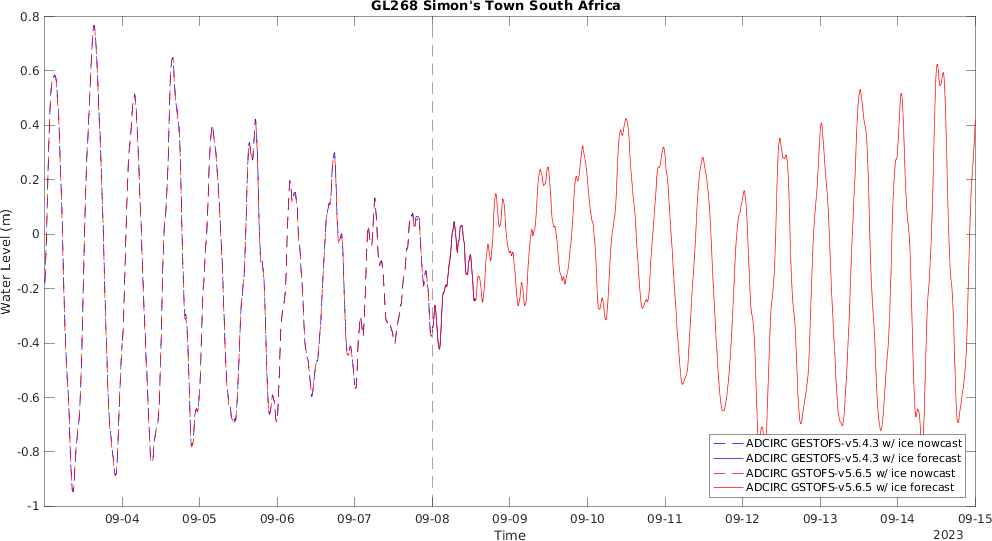 GL268 Simon's Town South Africa
0.8
0.6
0.4
0.2
0
-0.2
-0.4
-0.6
-0.8
-1
Water Level (m)
ADCIRC GESTOFS-v5.4.3 w/ ice nowcast
ADCIRC GESTOFS-v5.4.3 w/ ice forecast
ADCIRC GSTOFS-v5.6.5 w/ ice nowcast
ADCIRC GSTOFS-v5.6.5 w/ ice forecast
09-04 09-05 09-06 09-07 09-08 09-09 09-10 09-11 09-12 09-13 09-14 09-15
Time
2023